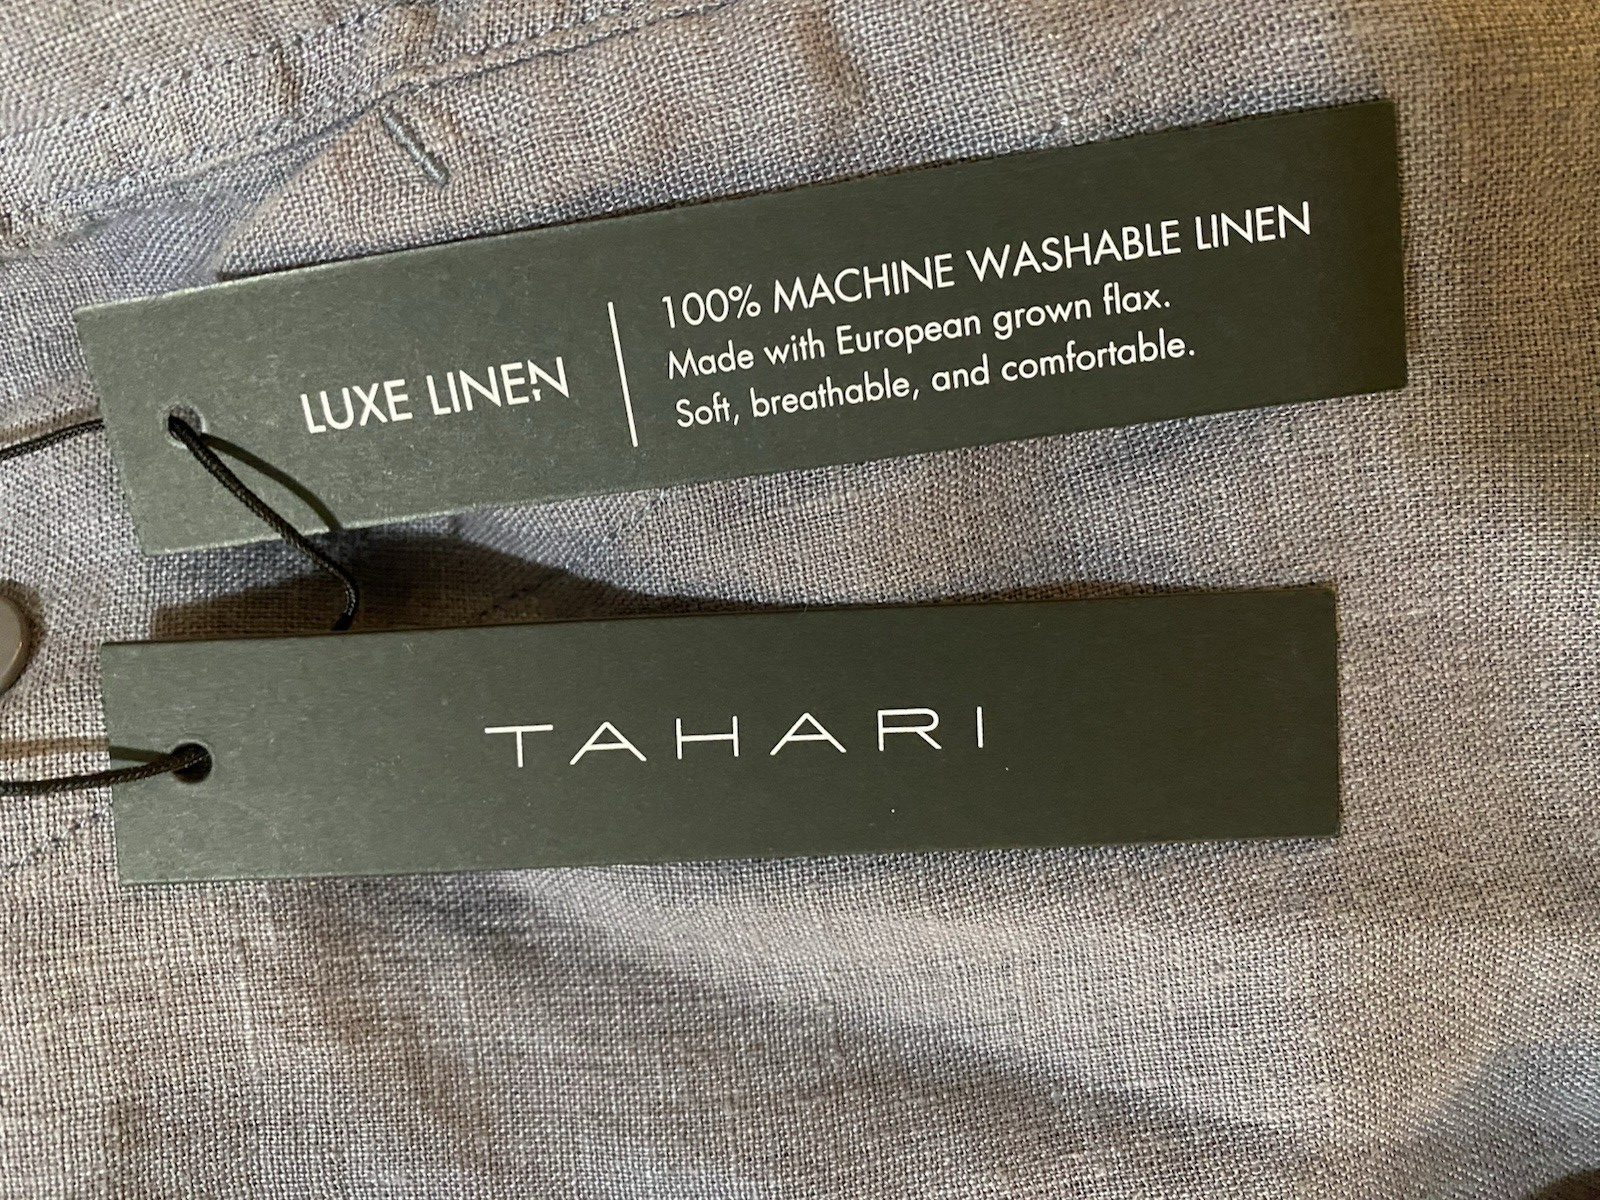 LUXE LINEN
100% MACHINE WASHABLE LINEN
Made with European grown flax.
Soft, breathable, and comfortable.
TAHARI